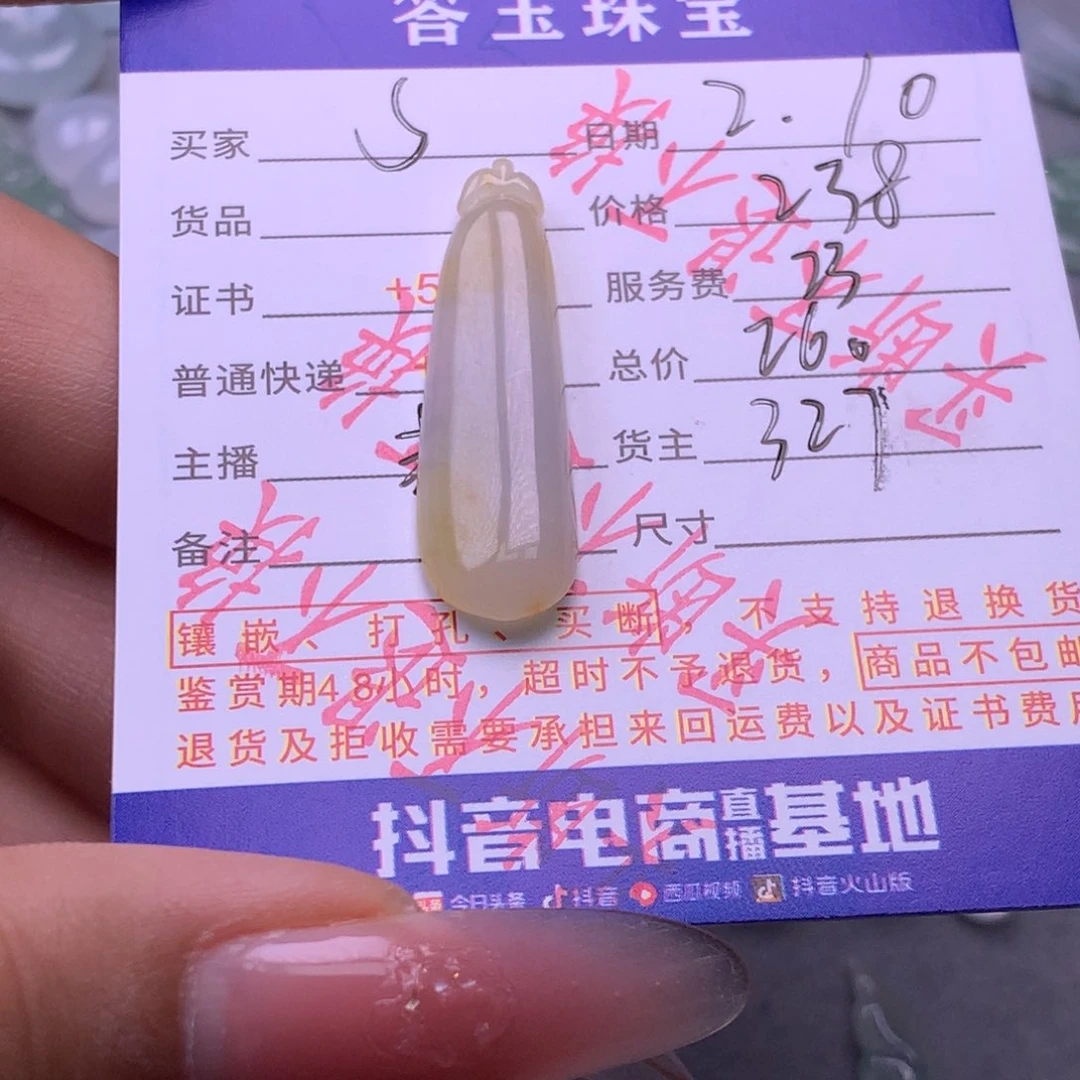 答玉珠宝
买家 S 日期 2.10
货品 价格 238
证书 +5 服务费 23
普通快递 总价 260
主播 货主 327
备注 尺寸
镶嵌、打孔、买断，不支持退换货
鉴赏期48小时，超时不予退货，商品不包邮
退货及拒收需要承担来回运费以及证书费用
抖音电商直播基地
今日头条 抖音 西瓜视频 抖音火山版